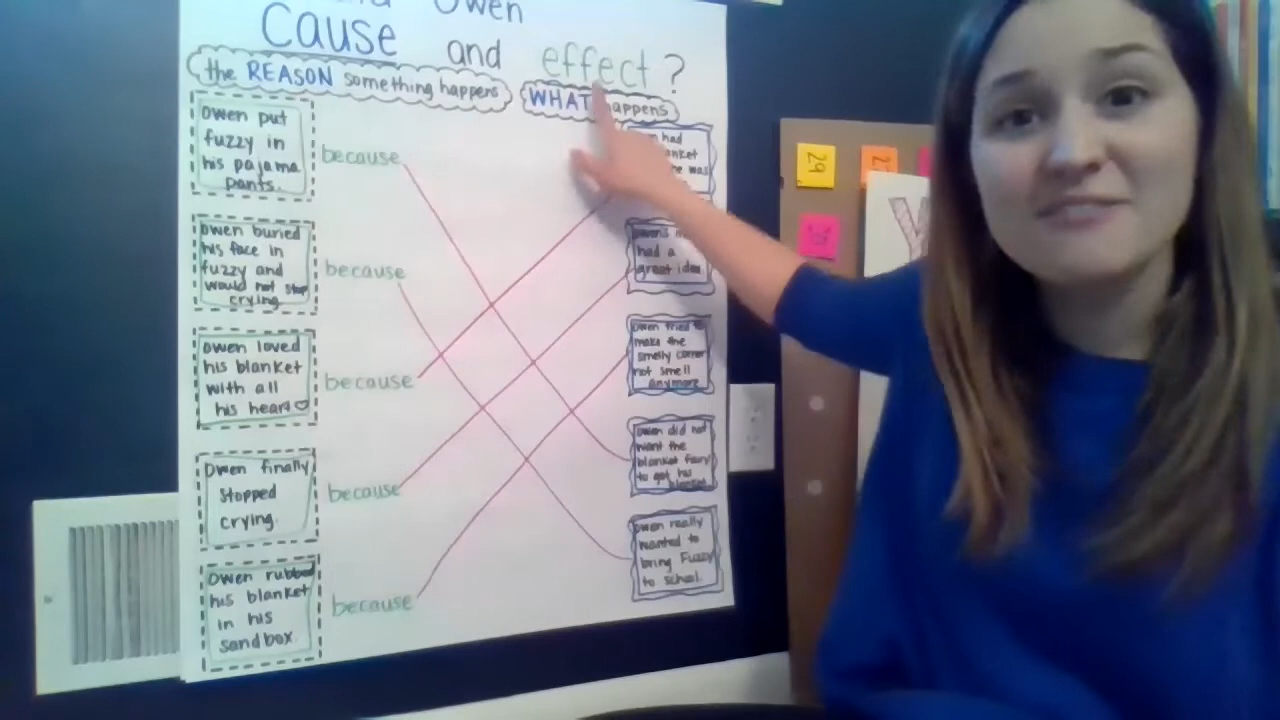 Owen
Cause and effect ?
the REASON something happens
WHAT happens
Owen put
fuzzy in
his pajama
pants.
because
Owen buried
his face in
fuzzy and
would not stop
crying
because
Owen loved
his blanket
with all
his heart
because
Owen finally
stopped
crying.
because
Owen rubbed
his blanket
in his
sandbox.
because
had
he was
had a
great idea
Owen tried to
make the
smelly corner
not smell
anymore
Owen did not
want the
blanket fairy
to get his
blanket
Owen really
wanted to
bring Fuzzy
to school.
29